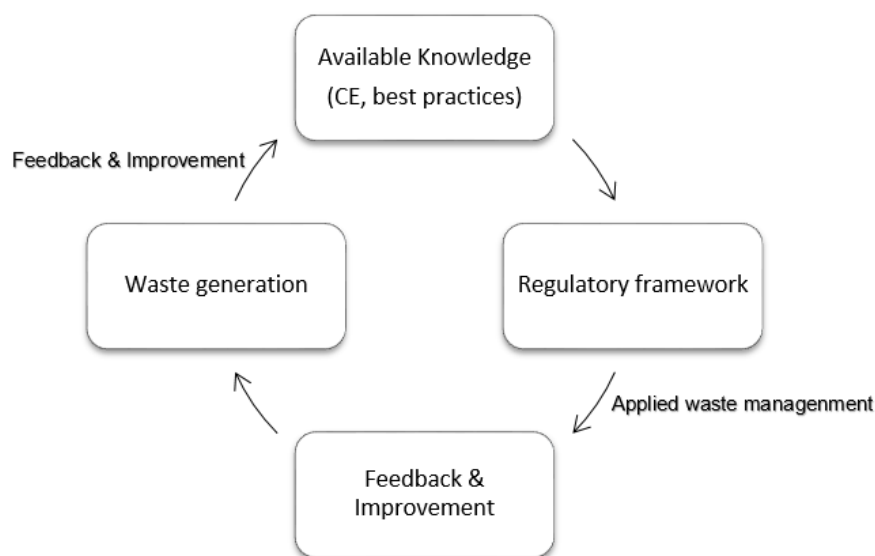 Available Knowledge
(CE, best practices)
Feedback & Improvement
Waste generation
Regulatory framework
Applied waste managenment
Feedback &
Improvement